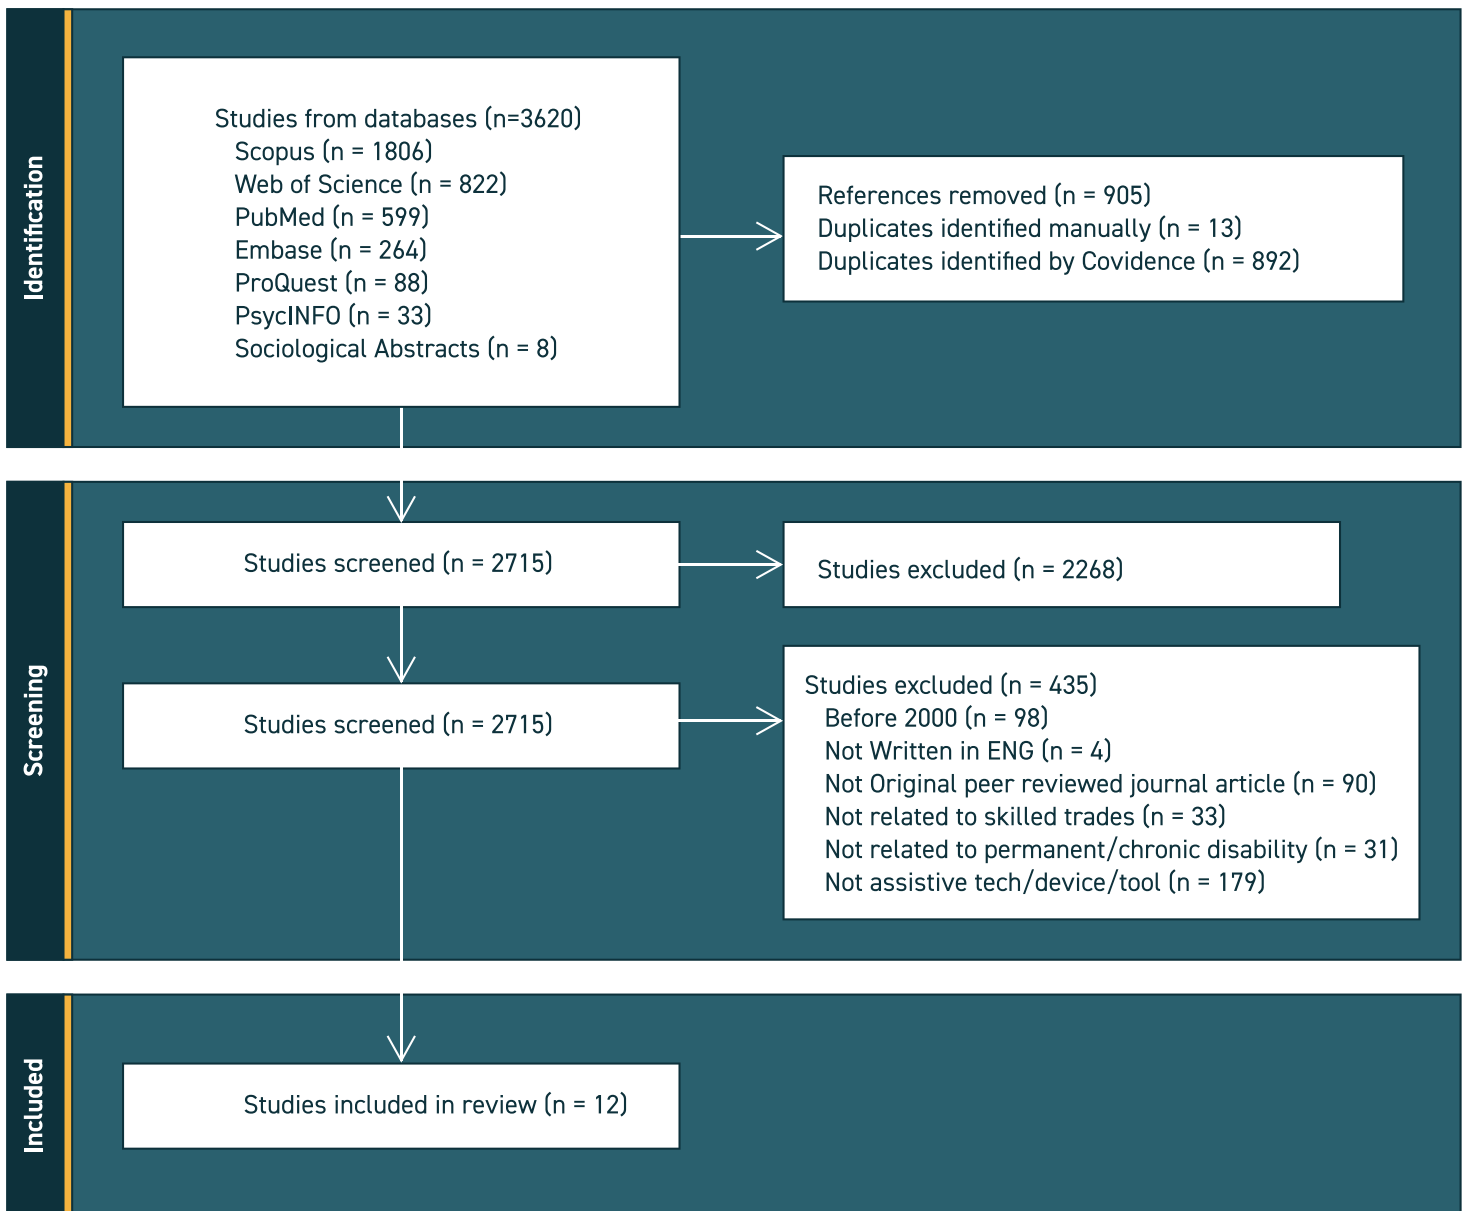 Identification
Studies from databases (n=3620)
Scopus (n = 1806)
Web of Science (n = 822)
PubMed (n = 599)
Embase (n = 264)
ProQuest (n = 88)
PsycINFO (n = 33)
Sociological Abstracts (n = 8)
References removed (n = 905)
Duplicates identified manually (n = 13)
Duplicates identified by Covidence (n = 892)
Screening
Studies screened (n = 2715)
Studies excluded (n = 2268)
Studies screened (n = 2715)
Studies excluded (n = 435)
Before 2000 (n = 98)
Not Written in ENG (n = 4)
Not Original peer reviewed journal article (n = 90)
Not related to skilled trades (n = 33)
Not related to permanent/chronic disability (n = 31)
Not assistive tech/device/tool (n = 179)
Included
Studies included in review (n = 12)